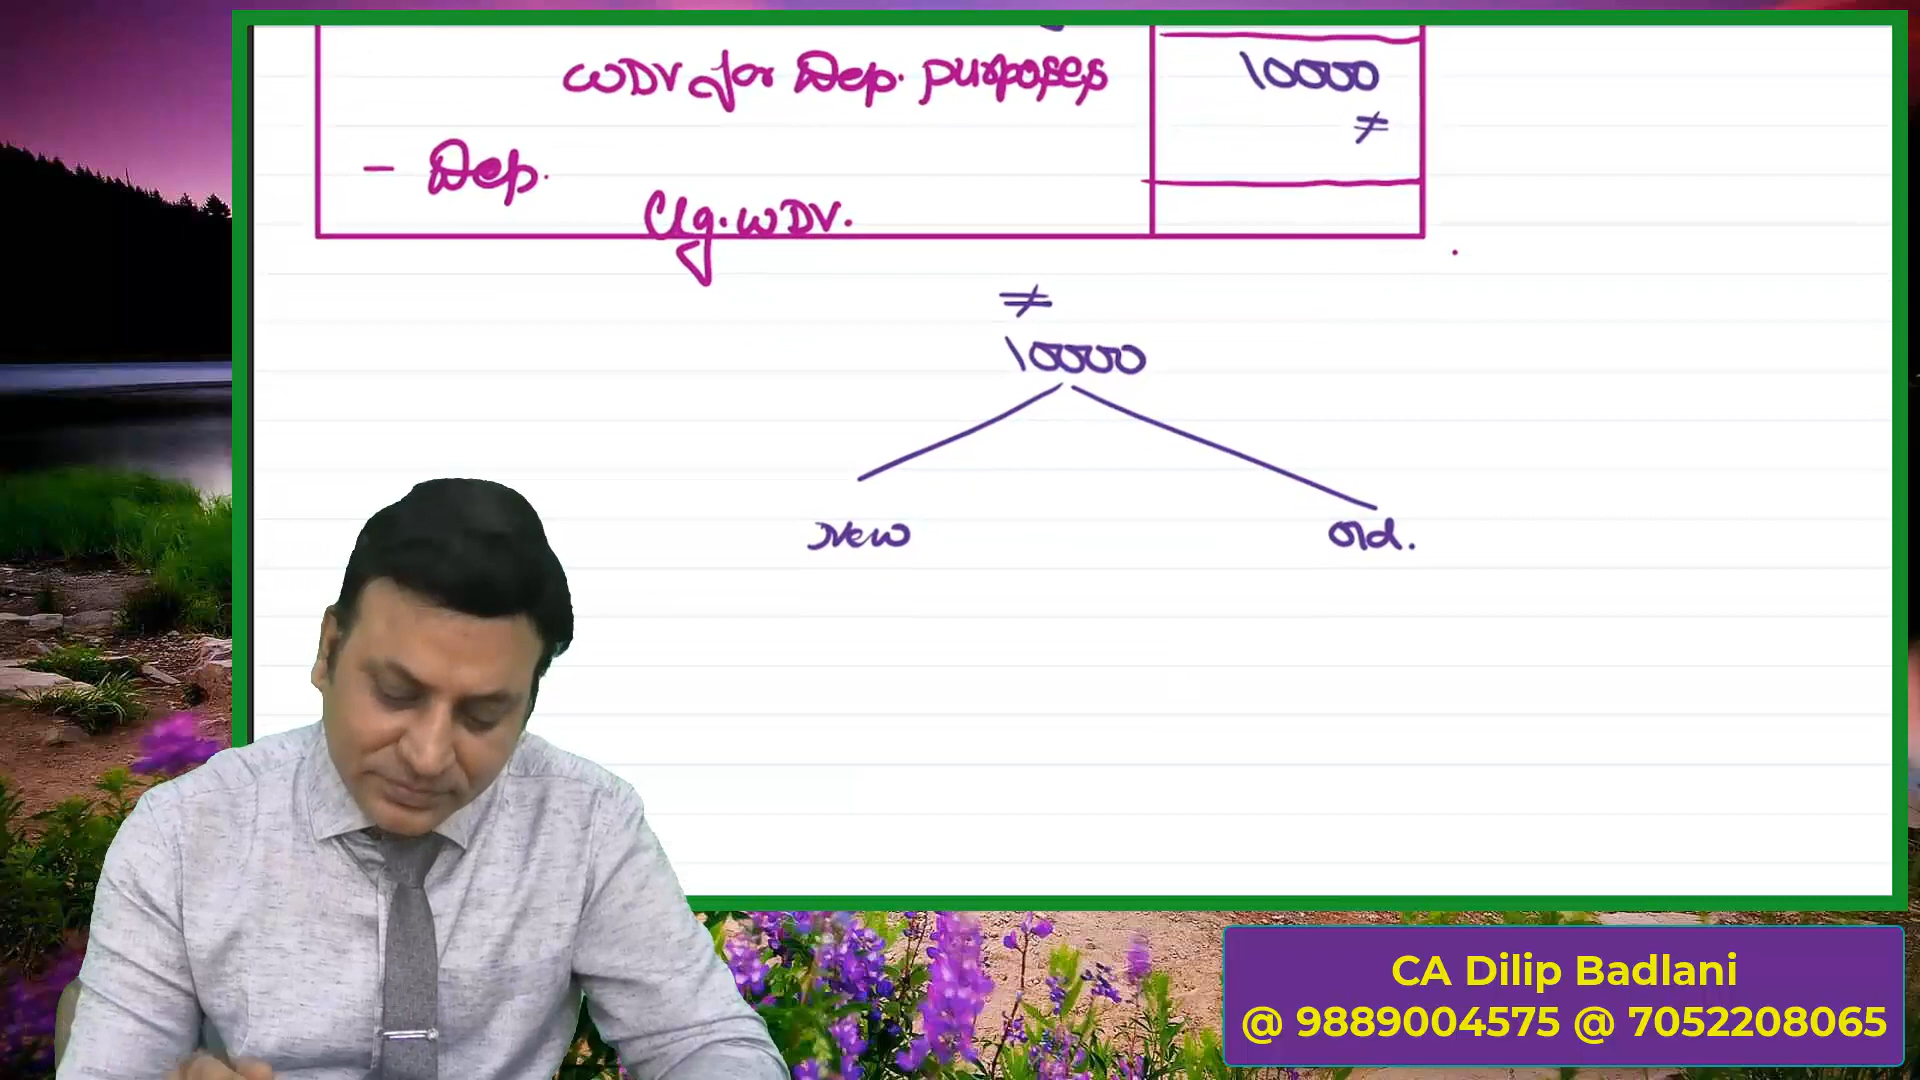 WDV for Dep. purposes 10000
≠
- Dep.
Clg. WDV.
≠
10000
New Old.
CA Dilip Badlani
@ 9889004575 @ 7052208065